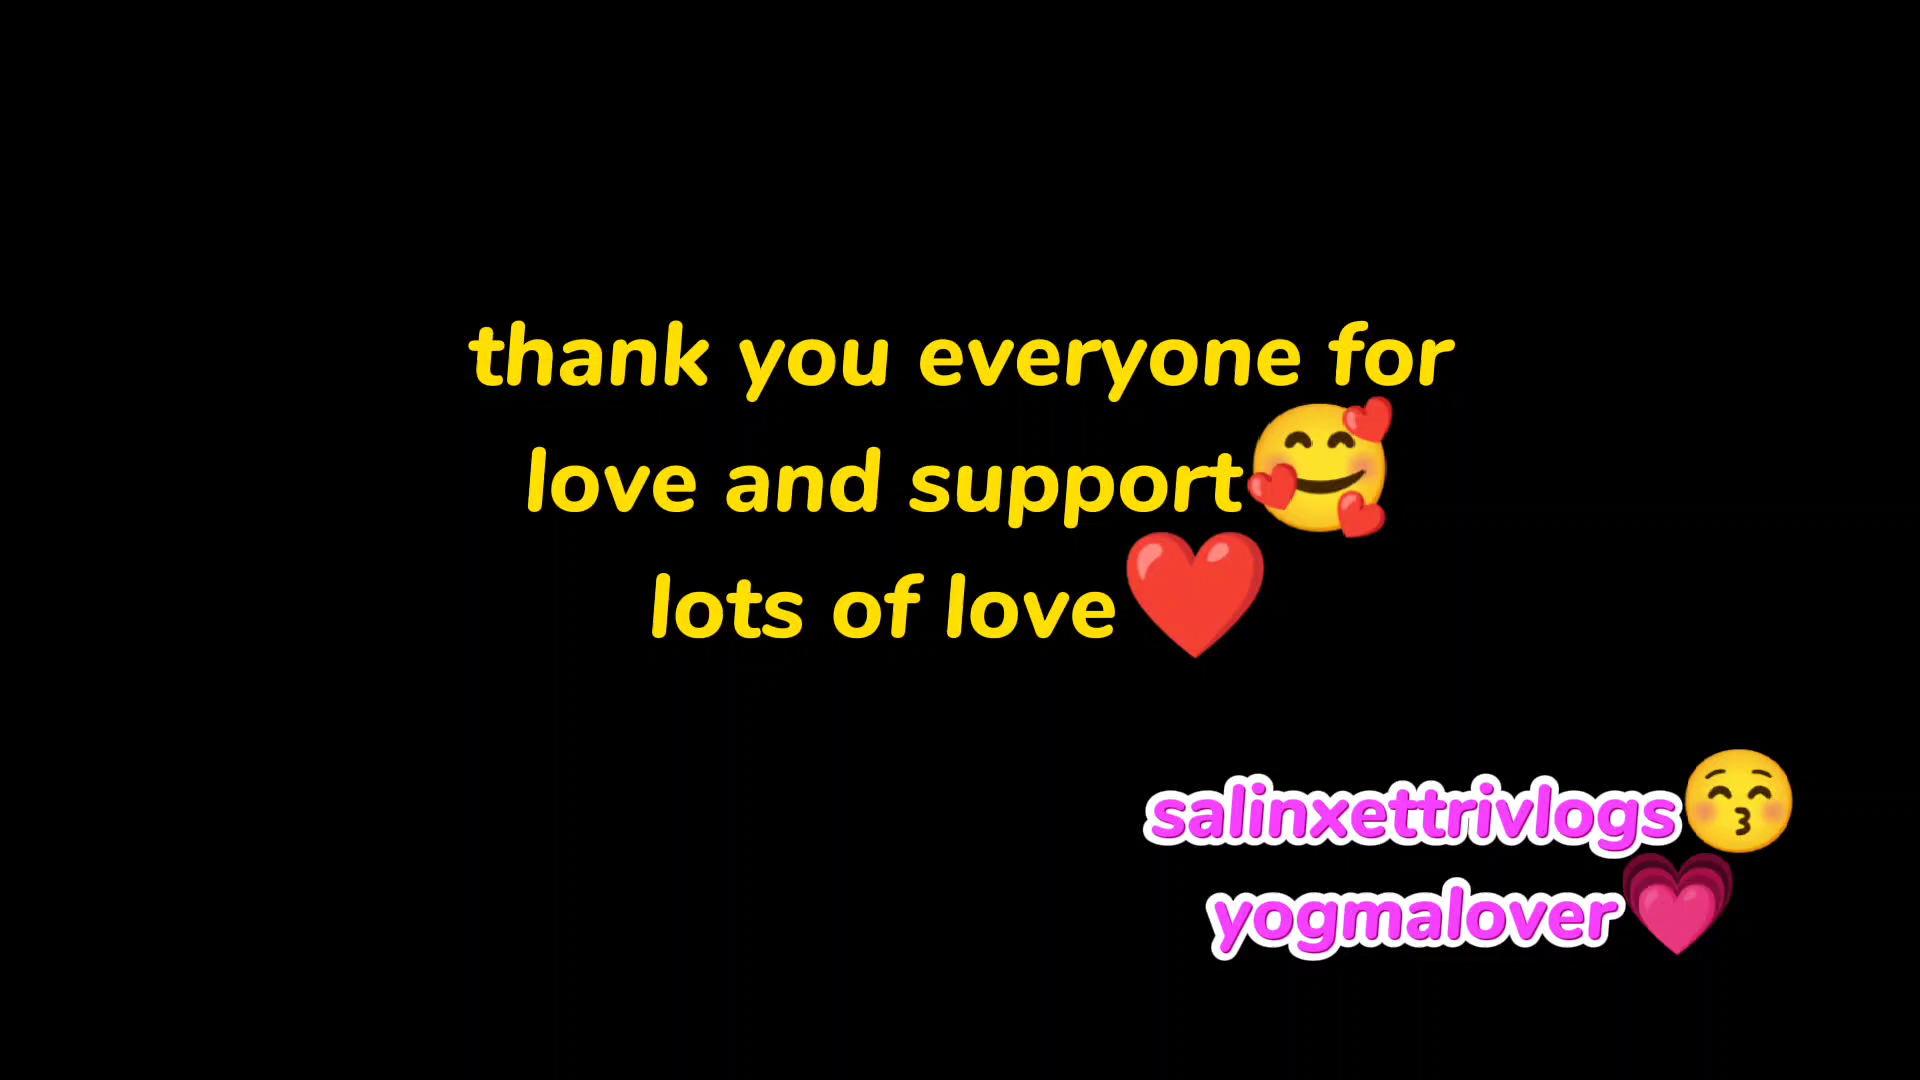 thank you everyone for
love and support🥰
lots of love❤️
salinxettrivlogs😚
yogmalover💗